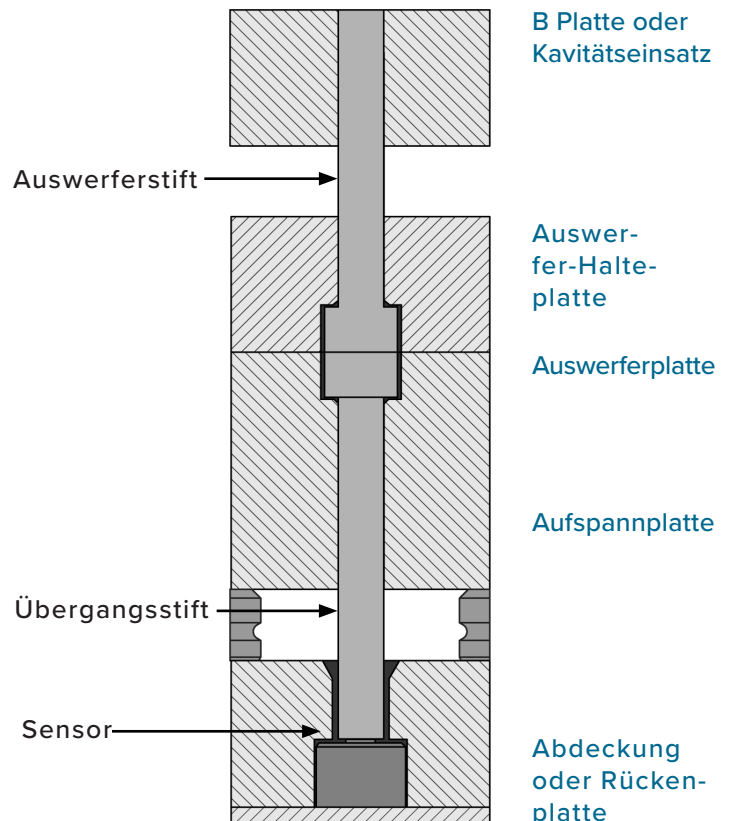 B Platte oder
Kavitätseinsatz
Auswerferstift
Auswer-
fer-Halte-
platte
Auswerferplatte
Aufspannplatte
Übergangsstift
Sensor
Abdeckung
oder Rücken-
platte